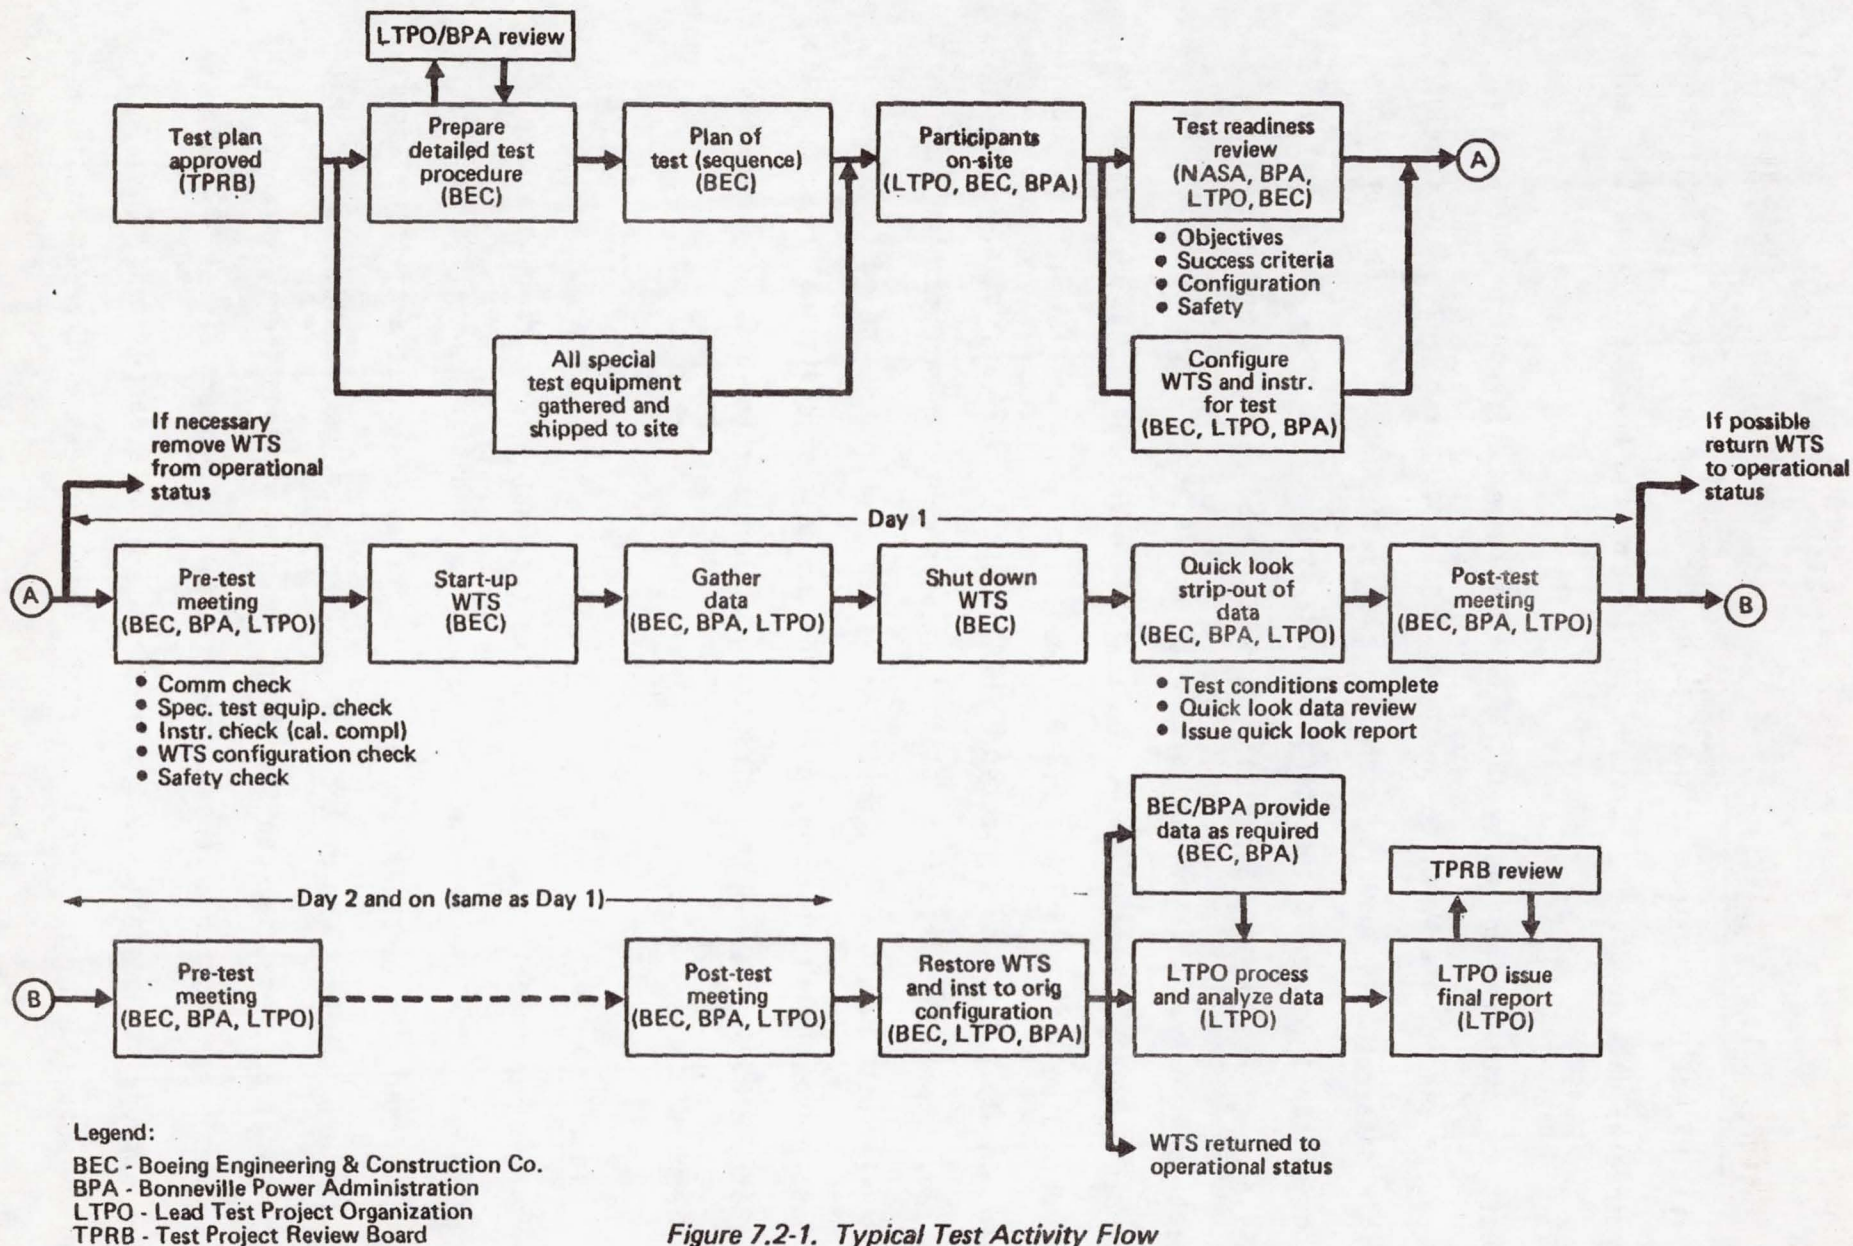 LTPO/BPA review
Test plan
approved
(TPRB)
Prepare
detailed test
procedure
(BEC)
Plan of
test (sequence)
(BEC)
Participants
on-site
(LTPO, BEC, BPA)
Test readiness
review
(NASA, BPA,
LTPO, BEC)
A
• Objectives
• Success criteria
• Configuration
• Safety
All special
test equipment
gathered and
shipped to site
Configure
WTS and instr.
for test
(BEC, LTPO, BPA)
If necessary
remove WTS
from operational
status
If possible
return WTS
to operational
status
Day 1
A
Pre-test
meeting
(BEC, BPA, LTPO)
Start-up
WTS
(BEC)
Gather
data
(BEC, BPA, LTPO)
Shut down
WTS
(BEC)
Quick look
strip-out of
data
(BEC, BPA, LTPO)
Post-test
meeting
(BEC, BPA, LTPO)
B
• Comm check
• Spec. test equip. check
• Instr. check (cal. compl)
• WTS configuration check
• Safety check
• Test conditions complete
• Quick look data review
• Issue quick look report
Day 2 and on (same as Day 1)
BEC/BPA provide
data as required
(BEC, BPA)
TPRB review
B
Pre-test
meeting
(BEC, BPA, LTPO)
Post-test
meeting
(BEC, BPA, LTPO)
Restore WTS
and inst to orig
configuration
(BEC, LTPO, BPA)
LTPO process
and analyze data
(LTPO)
LTPO issue
final report
(LTPO)
WTS returned to
operational status
Legend:
BEC - Boeing Engineering & Construction Co.
BPA - Bonneville Power Administration
LTPO - Lead Test Project Organization
TPRB - Test Project Review Board
Figure 7.2-1. Typical Test Activity Flow